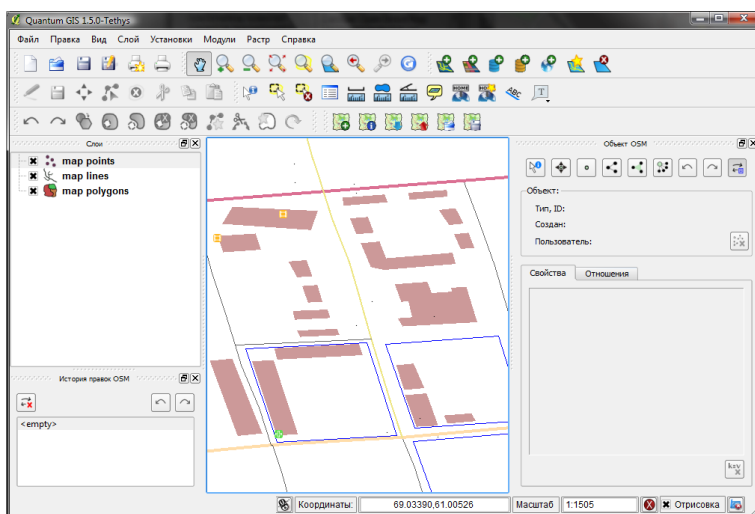 Quantum GIS 1.5.0-Tethys
Файл Правка Вид Слой Установки Модули Растр Справка
ABC T
Слои
map points
map lines
map polygons
История правок OSM
<empty>
Объект OSM
Объект:
Тип, ID:
Создан:
Пользователь:
Свойства Отношения
Координаты: 69.03390,61.00526 Масштаб 1:1505 Отрисовка